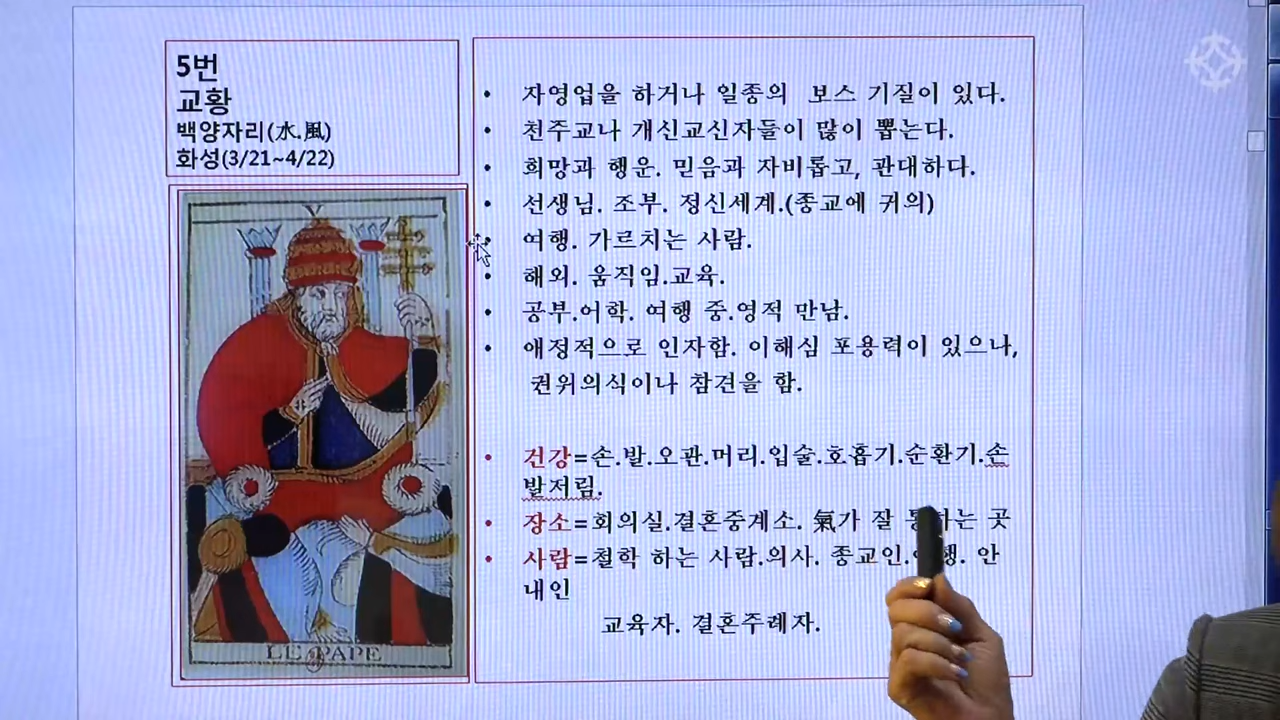 5번
교황
백양자리(水.風)
화성(3/21~4/22)
V
LE PAPE
• 자영업을 하거나 일종의 보스 기질이 있다.
• 천주교나 개신교신자들이 많이 뽑는다.
• 희망과 행운. 믿음과 자비롭고, 관대하다.
• 선생님. 조부. 정신세계.(종교에 귀의)
• 여행. 가르치는 사람.
• 해외. 움직임.교육.
• 공부.어학. 여행 중.영적 만남.
• 애정적으로 인자함. 이해심 포용력이 있으나,
권위의식이나 참견을 함.
• 건강=손.발.오관.머리.입술.호흡기.순환기.손
발저림.
• 장소=회의실.결혼중계소. 氣가 잘 하는 곳
• 사람=철학 하는 사람.의사. 종교인. 안
내인
교육자. 결혼주례자.